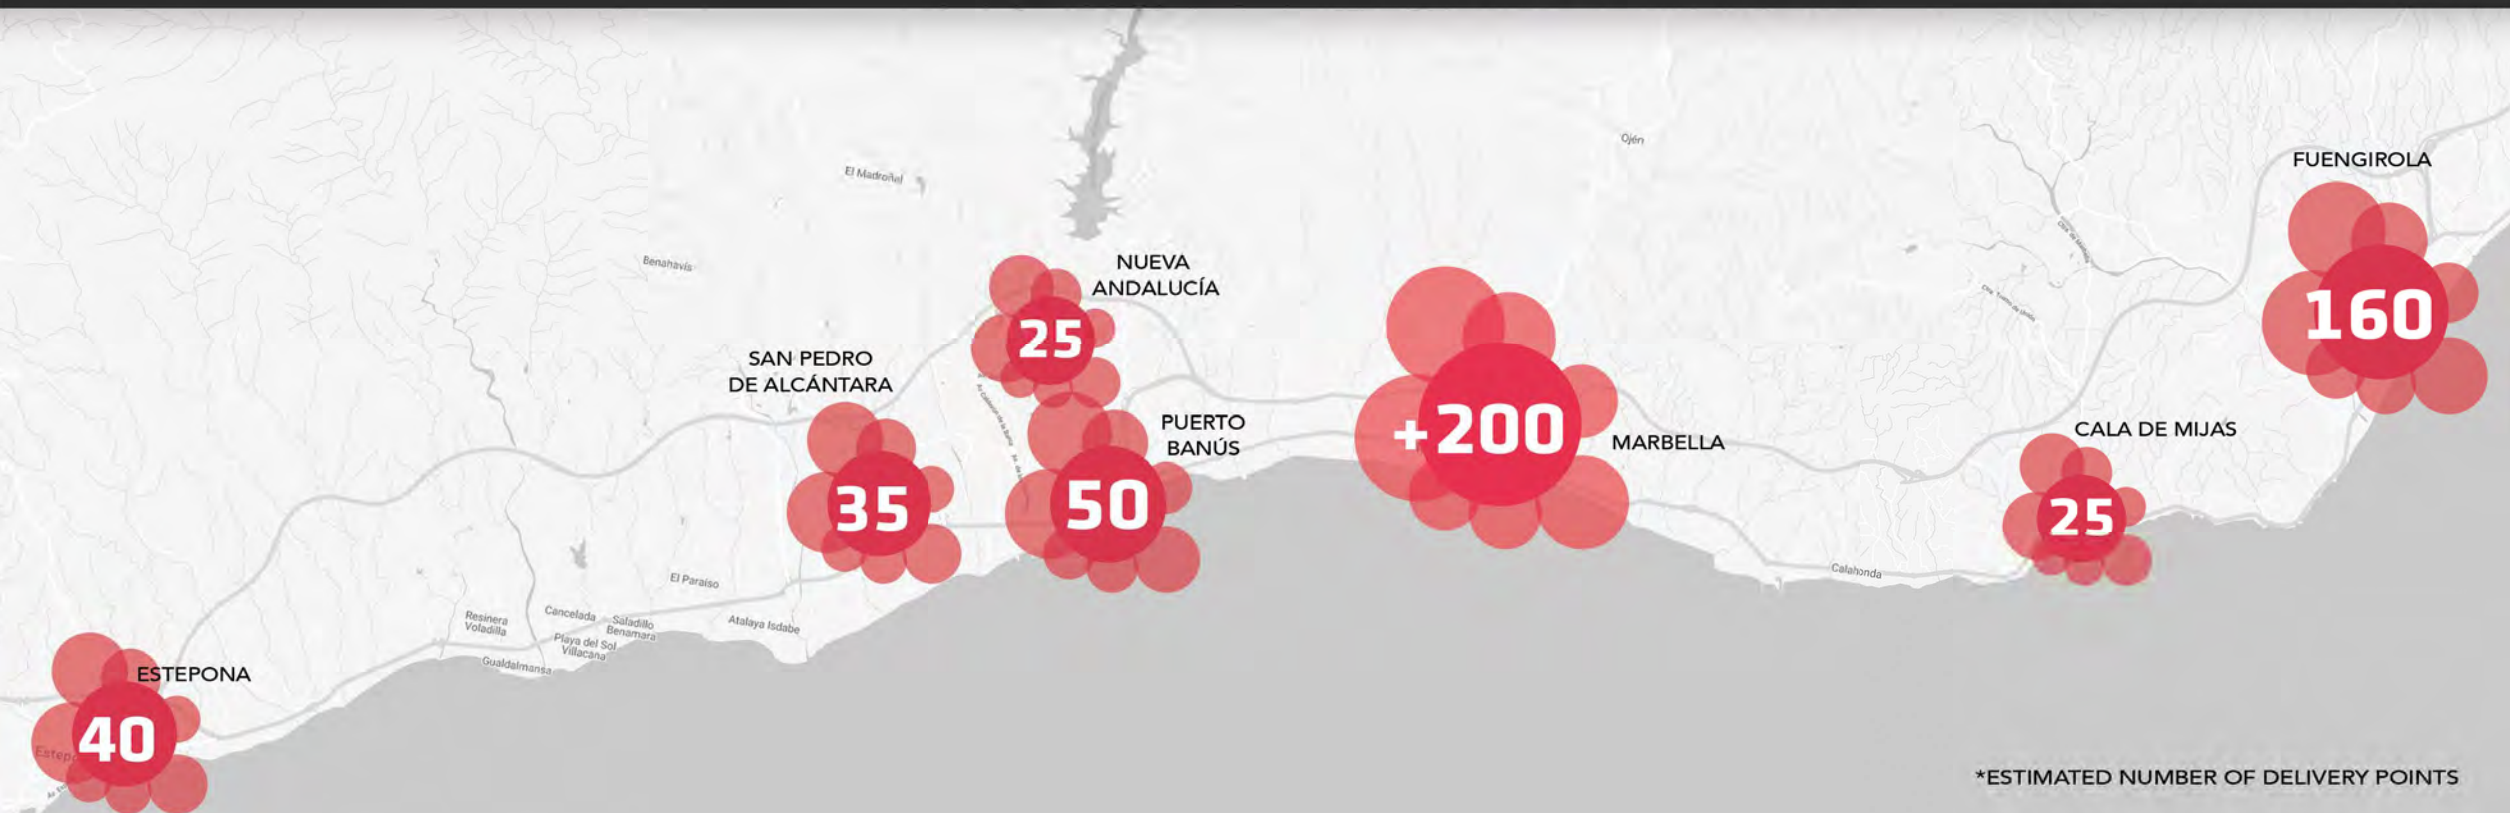 Ojén
FUENGIROLA
160
El Madroñal
Benahavís
NUEVA
ANDALUCÍA
25
SAN PEDRO
DE ALCÁNTARA
35
PUERTO
BANÚS
50
+200
MARBELLA
CALA DE MIJAS
25
Calahonda
El Paraíso
Resinera
Voladilla
Cancelada
Saladillo
Benamara
Playa del Sol
Villacana
Atalaya Isdabe
Gualdalmansa
ESTEPONA
40
*ESTIMATED NUMBER OF DELIVERY POINTS